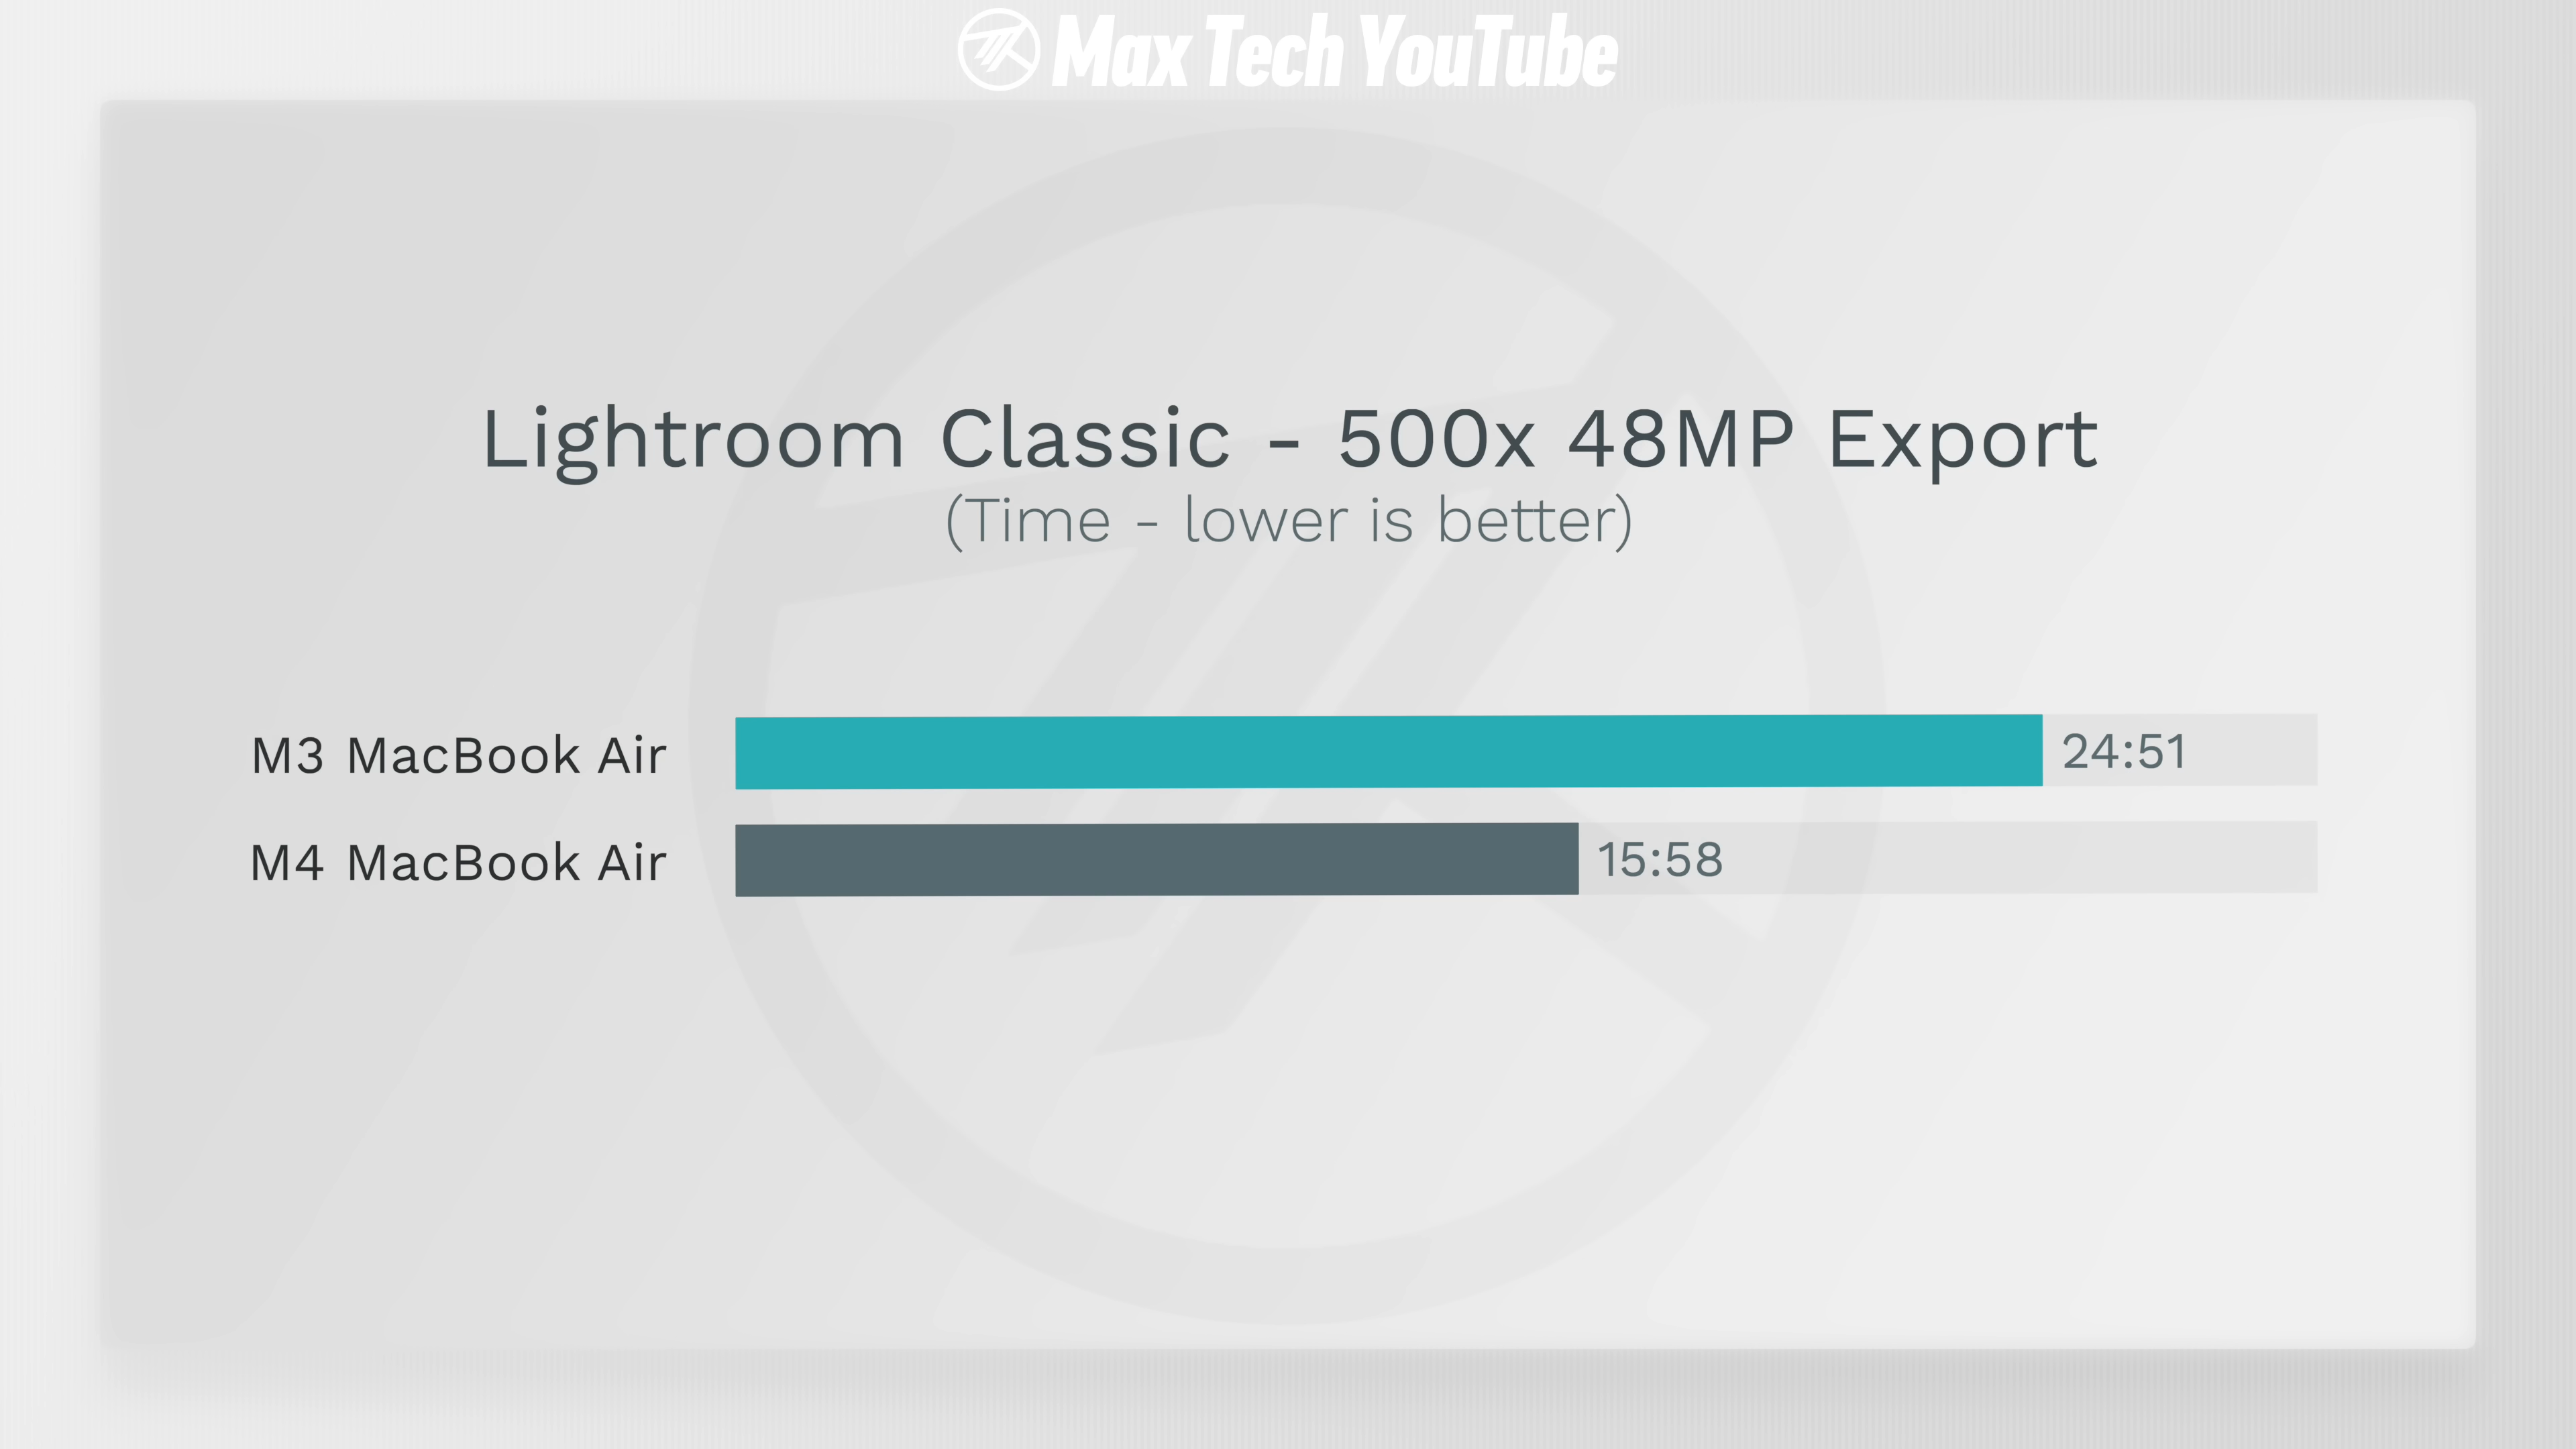 Max Tech YouTube
Lightroom Classic - 500x 48MP Export
(Time - lower is better)
M3 MacBook Air 24:51
M4 MacBook Air 15:58